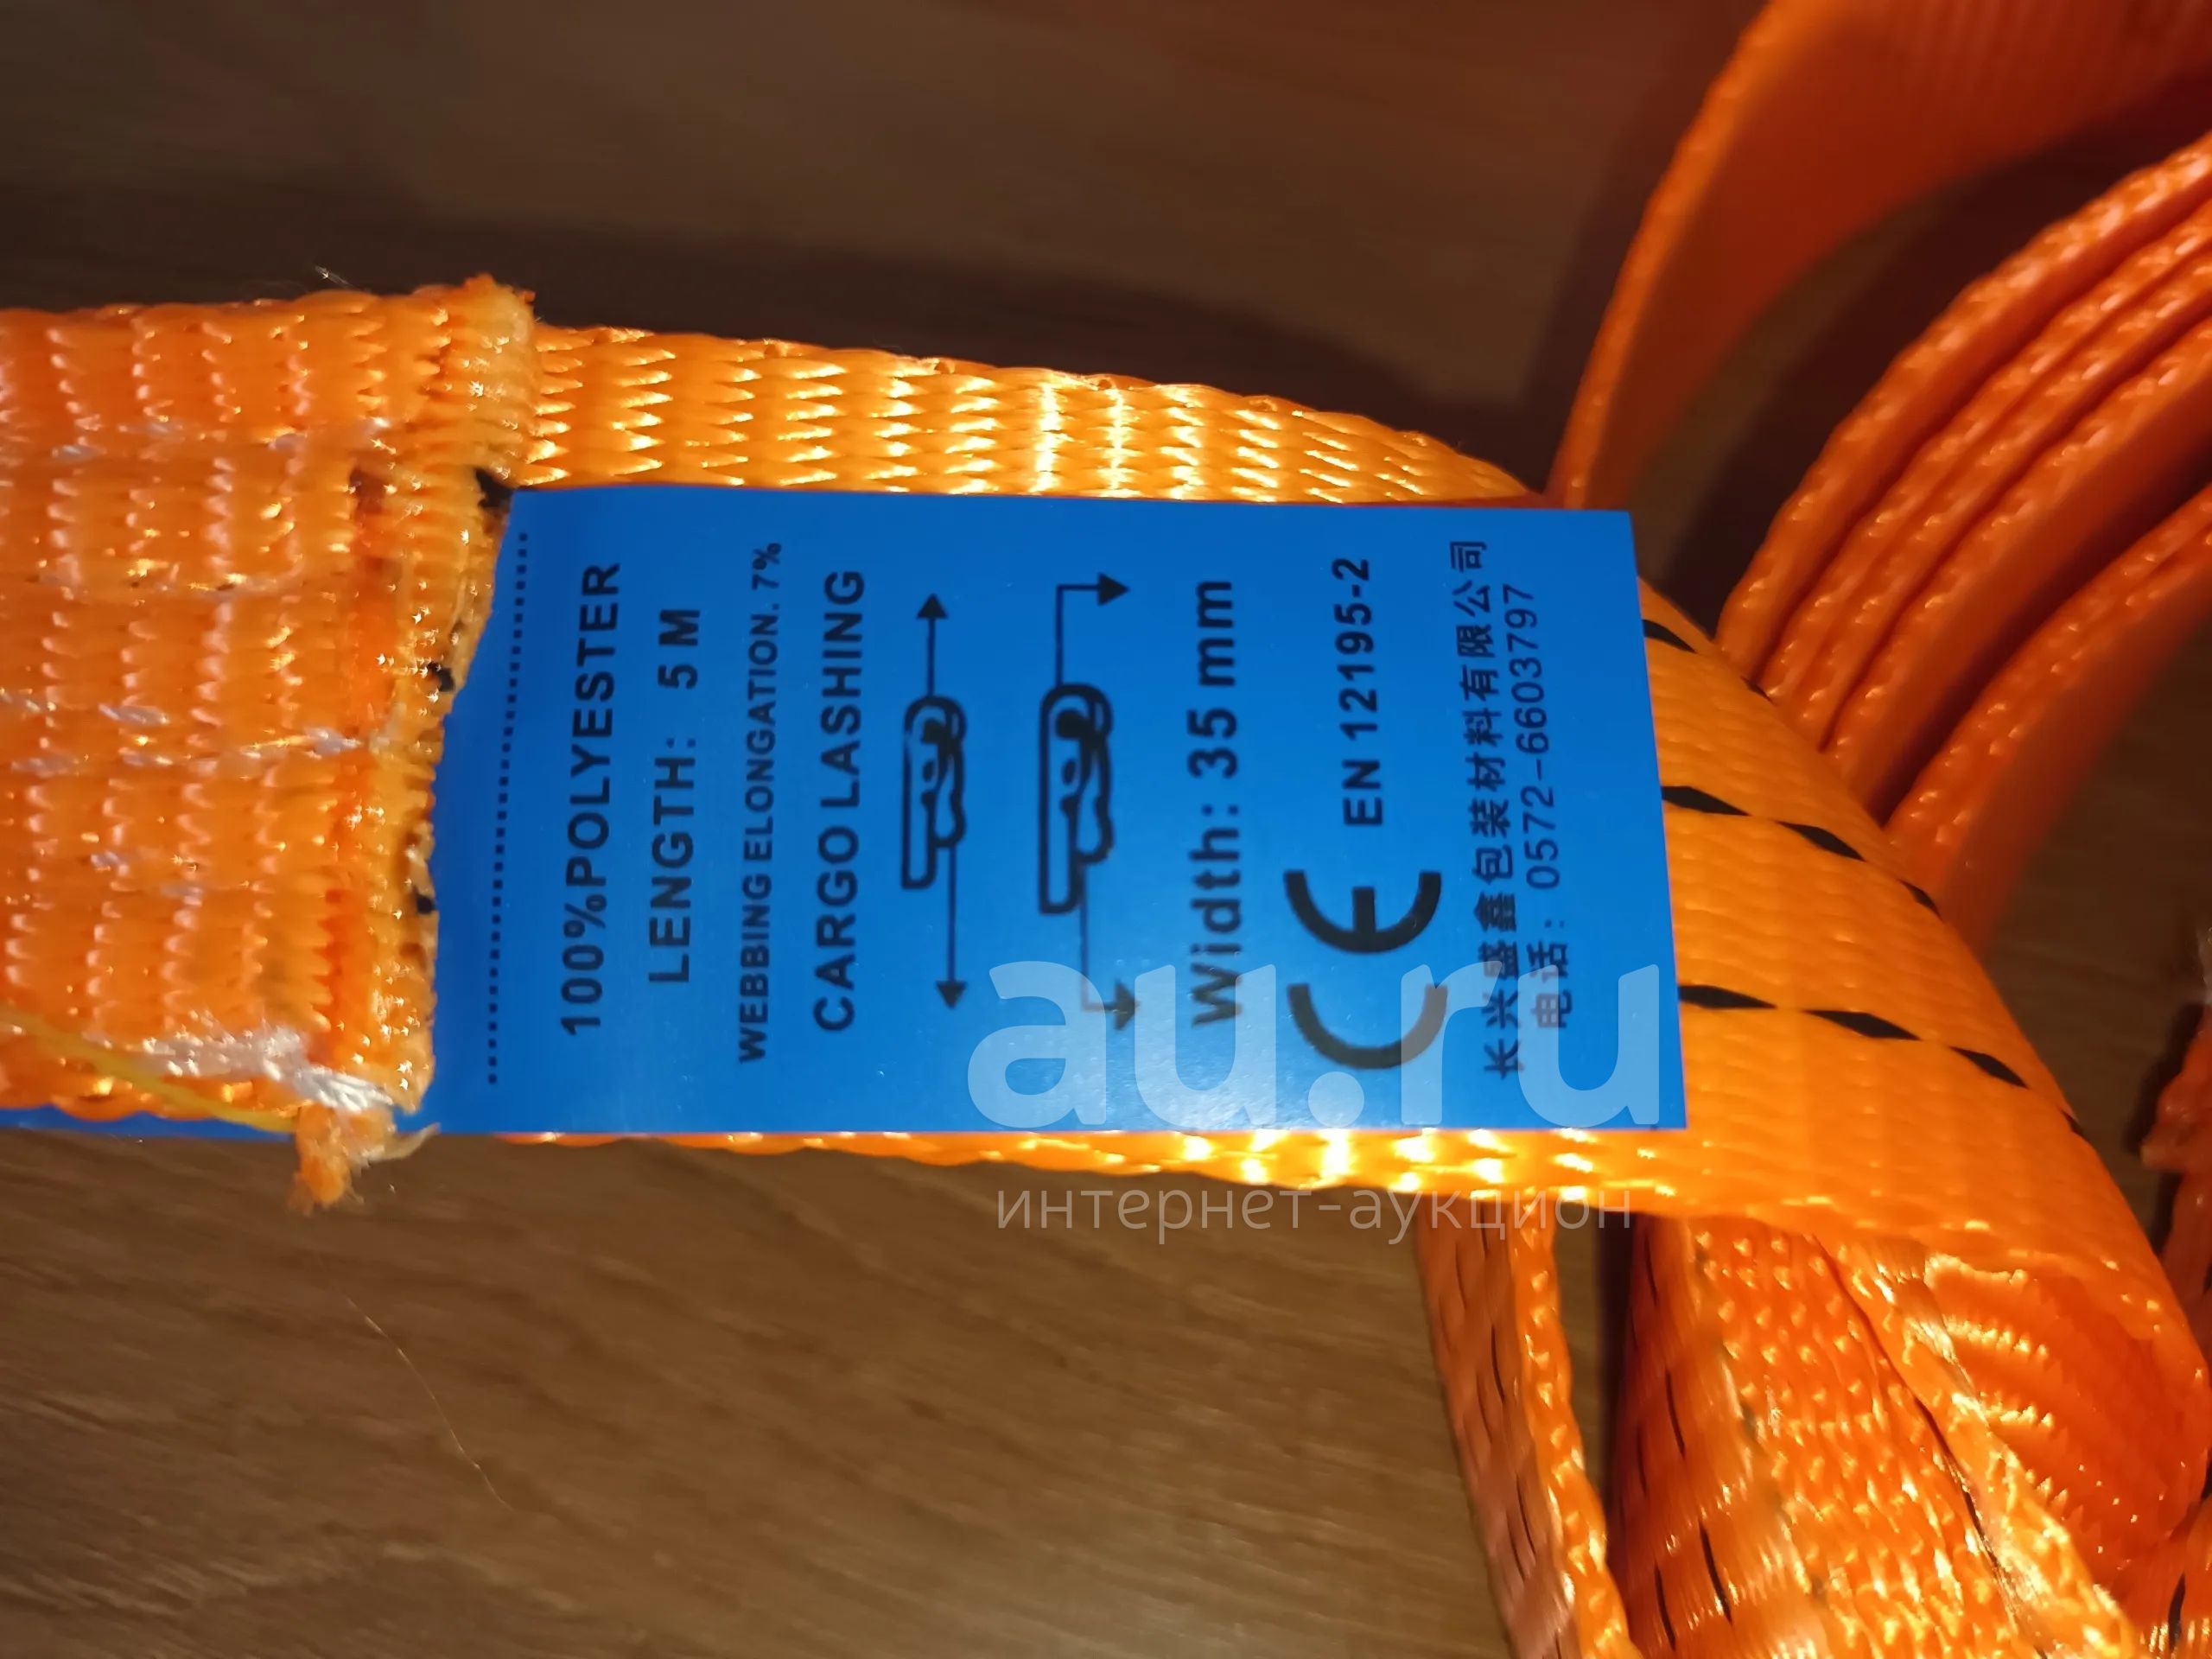 100%POLYESTER
LENGTH: 5 M
WEBBING ELONGATION. 7%
CARGO LASHING
Width: 35 mm
CE EN 12195-2
长兴盛鑫包装材料有限公司
电话: 0572-6603797
au.ru
интернет-аукцион